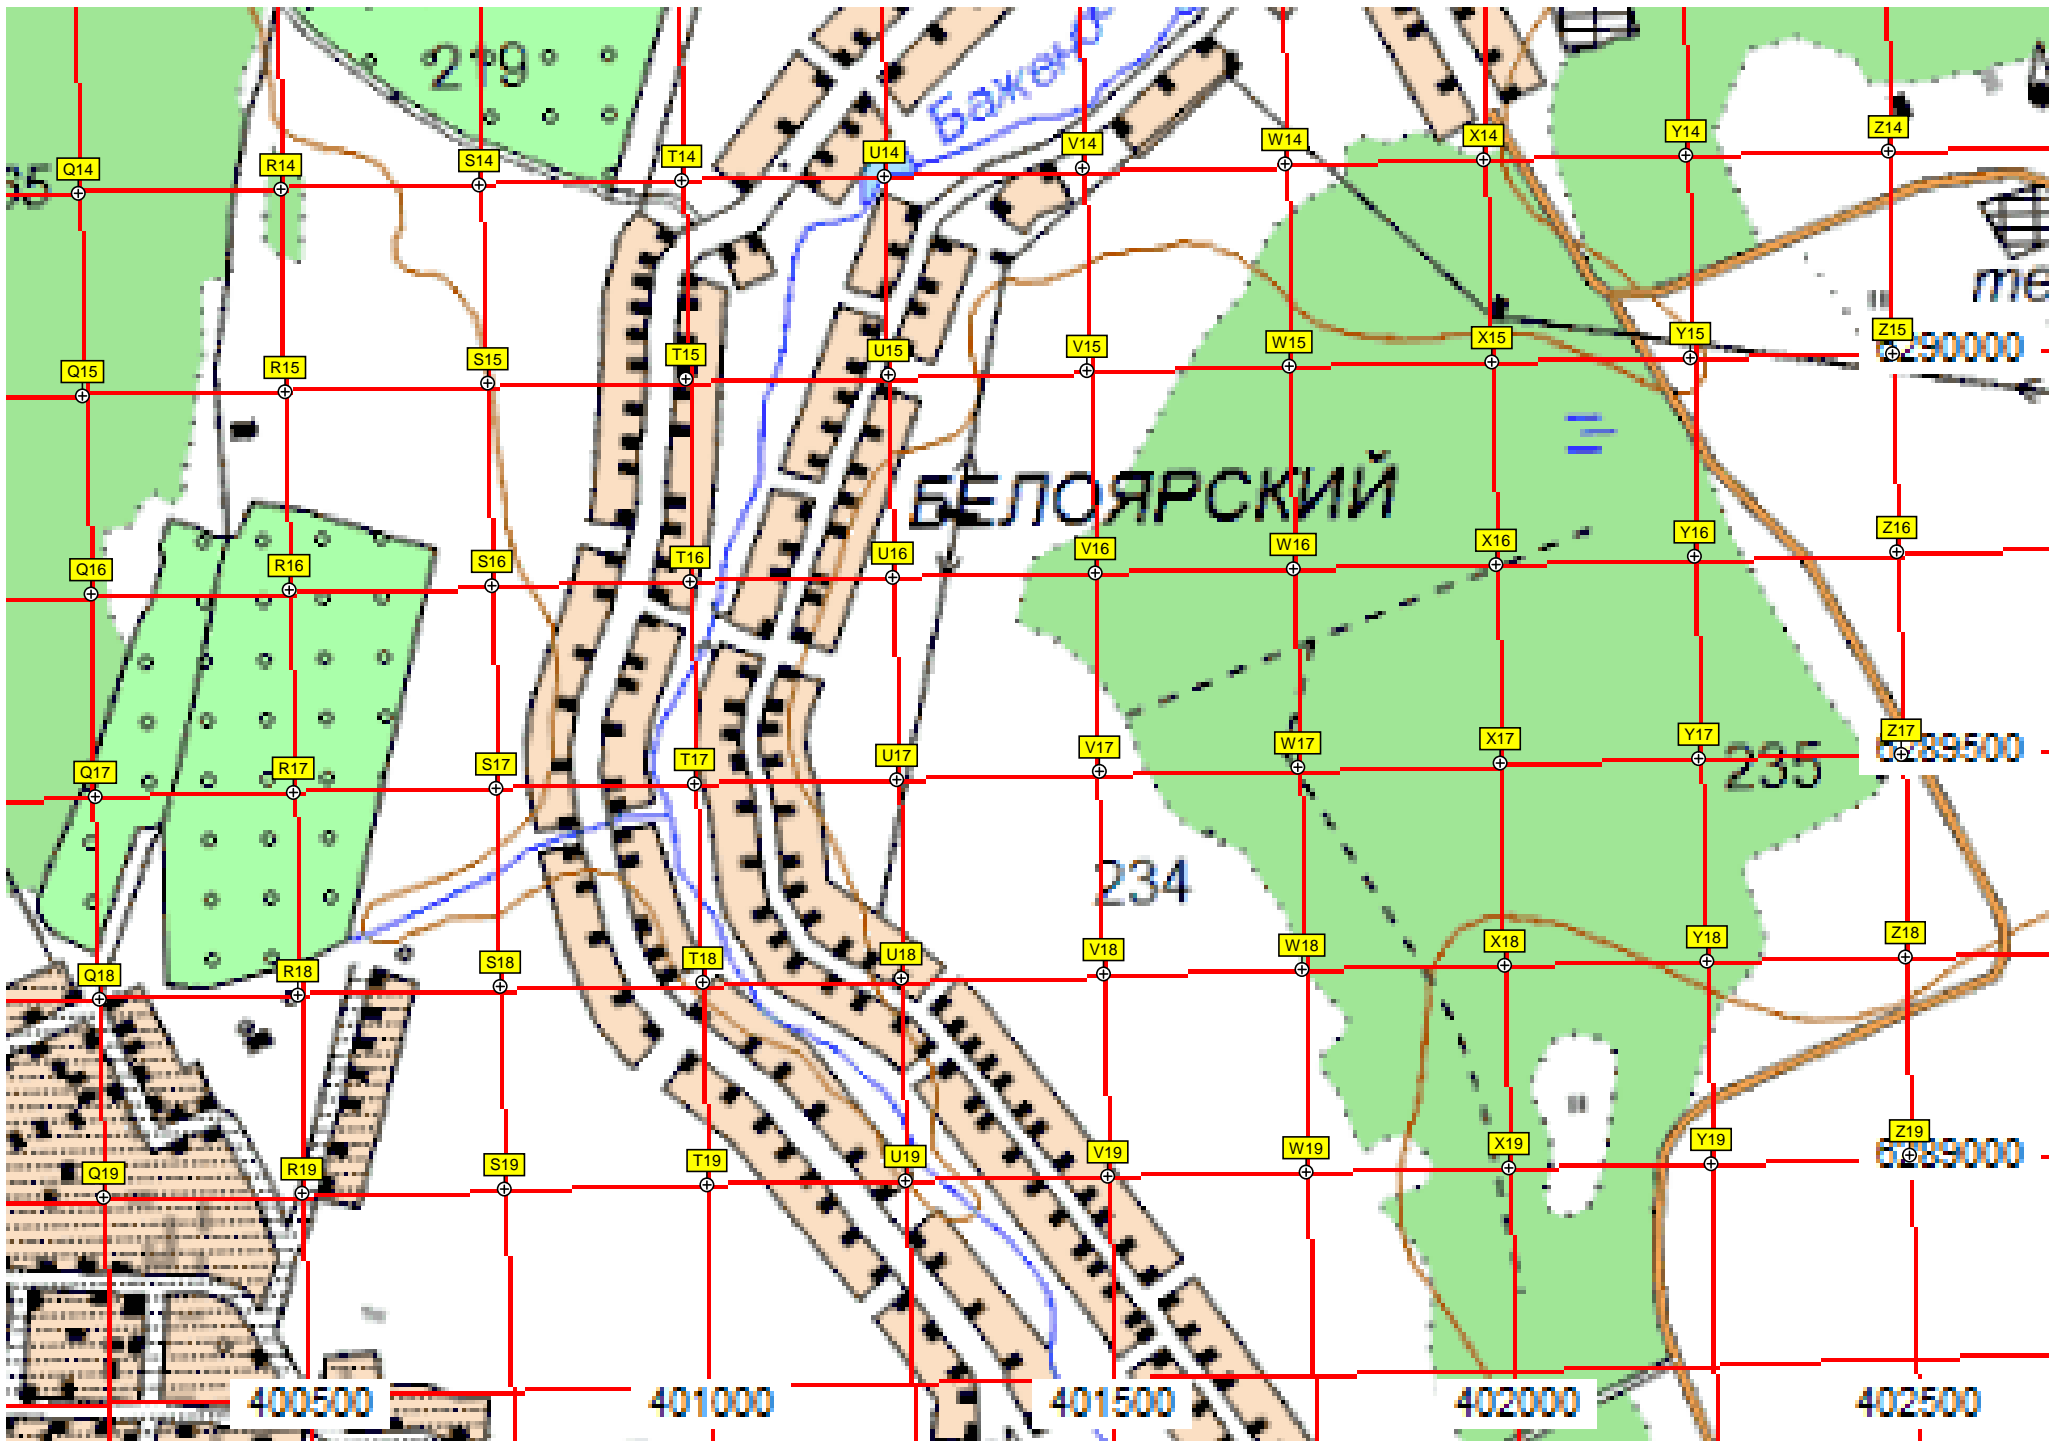 219
Бажено
Q14 R14 S14 T14 U14 V14 W14 X14 Y14 Z14
Q15 R15 S15 T15 U15 V15 W15 X15 Y15 Z15
6290000
БЕЛОЯРСКИЙ
Q16 R16 S16 T16 U16 V16 W16 X16 Y16 Z16
Q17 R17 S17 T17 U17 V17 W17 X17 Y17 Z17
6289500
235
234
Q18 R18 S18 T18 U18 V18 W18 X18 Y18 Z18
Q19 R19 S19 T19 U19 V19 W19 X19 Y19 Z19
6289000
400500 401000 401500 402000 402500